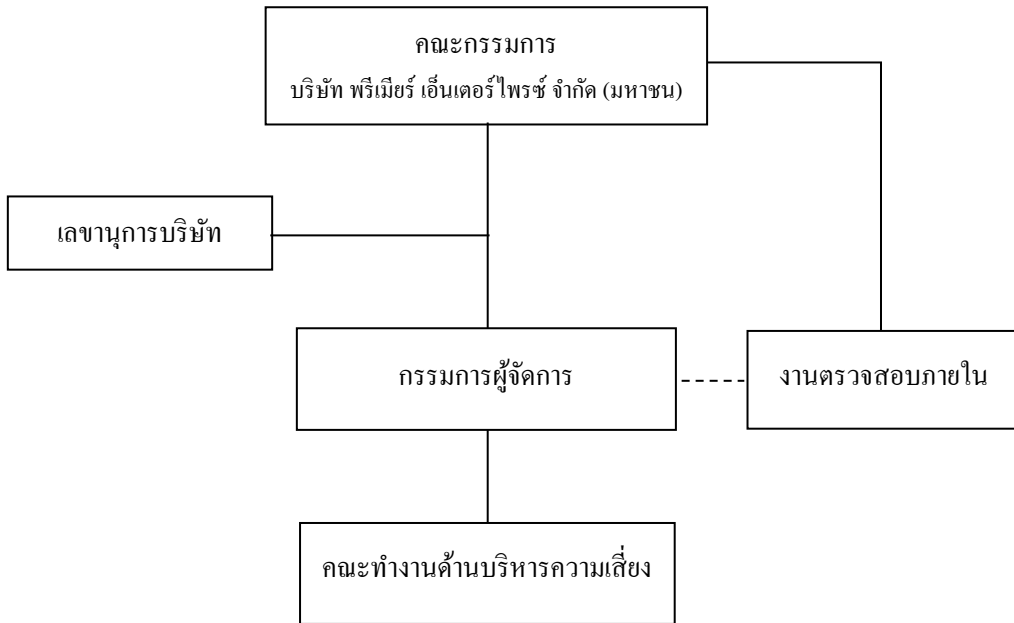 คณะกรรมการ
บริษัท พรีเมียร์ เอ็นเตอร์ไพรซ์ จำกัด (มหาชน)
เลขานุการบริษัท
กรรมการผู้จัดการ
งานตรวจสอบภายใน
คณะทำงานด้านบริหารความเสี่ยง